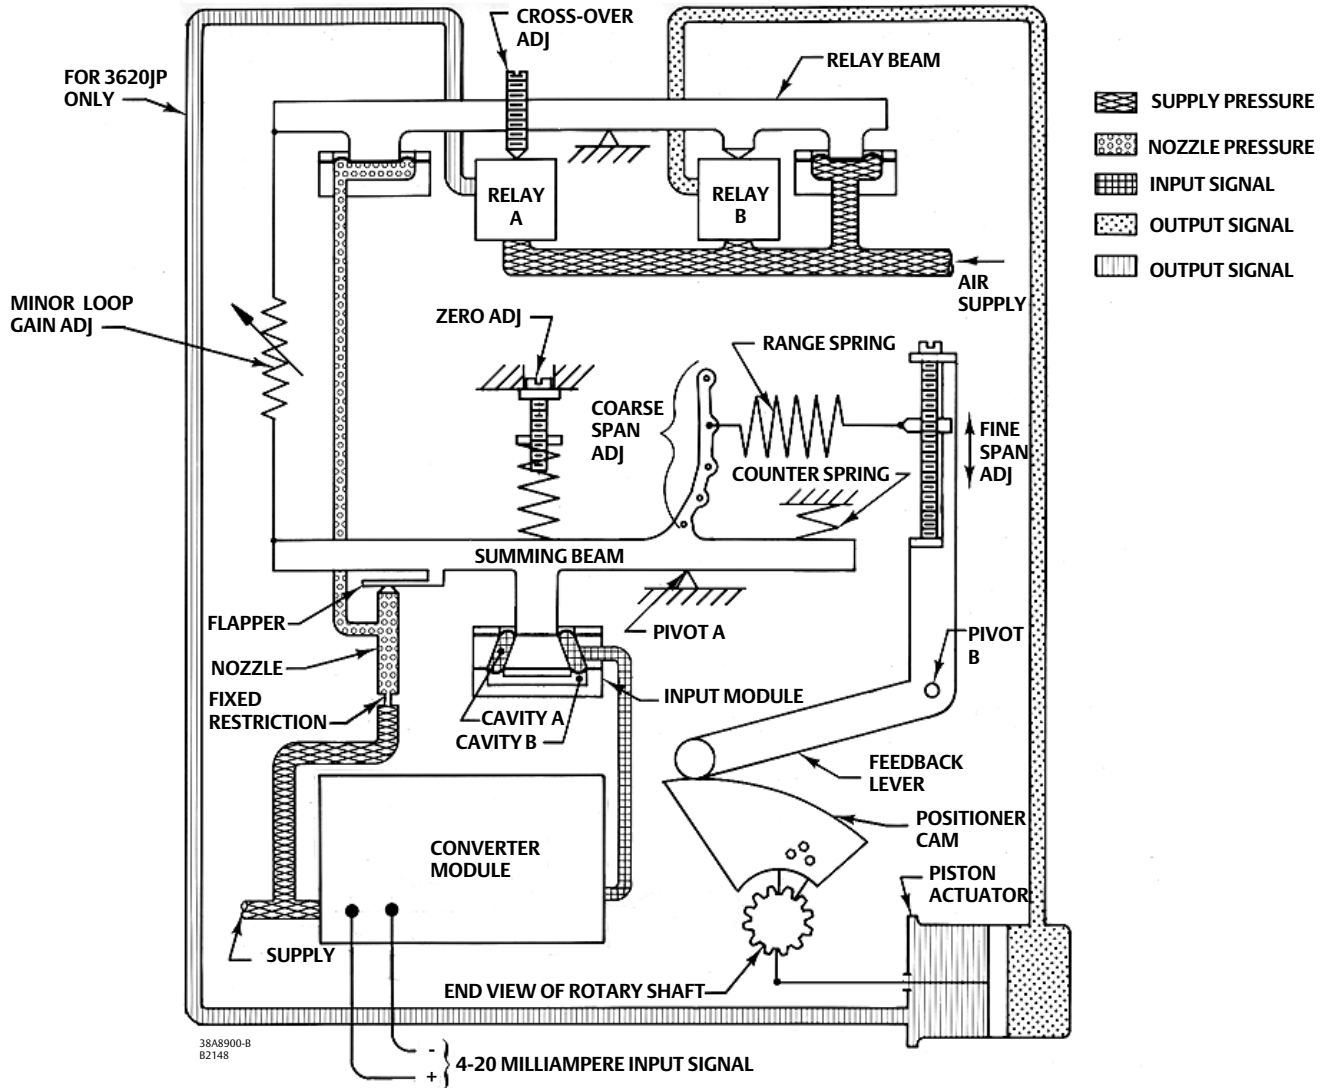 CROSS-OVER
ADJ
FOR 3620JP
ONLY
RELAY BEAM
SUPPLY PRESSURE
NOZZLE PRESSURE
INPUT SIGNAL
OUTPUT SIGNAL
OUTPUT SIGNAL
RELAY
A
RELAY
B
AIR
SUPPLY
MINOR LOOP
GAIN ADJ
ZERO ADJ
RANGE SPRING
COARSE
SPAN
ADJ
FINE
SPAN
ADJ
COUNTER SPRING
SUMMING BEAM
FLAPPER
PIVOT A
PIVOT
B
NOZZLE
FIXED
RESTRICTION
INPUT MODULE
CAVITY A
CAVITY B
FEEDBACK
LEVER
POSITIONER
CAM
CONVERTER
MODULE
PISTON
ACTUATOR
SUPPLY
END VIEW OF ROTARY SHAFT
38A8900-B
B2148
-
+
4-20 MILLIAMPERE INPUT SIGNAL